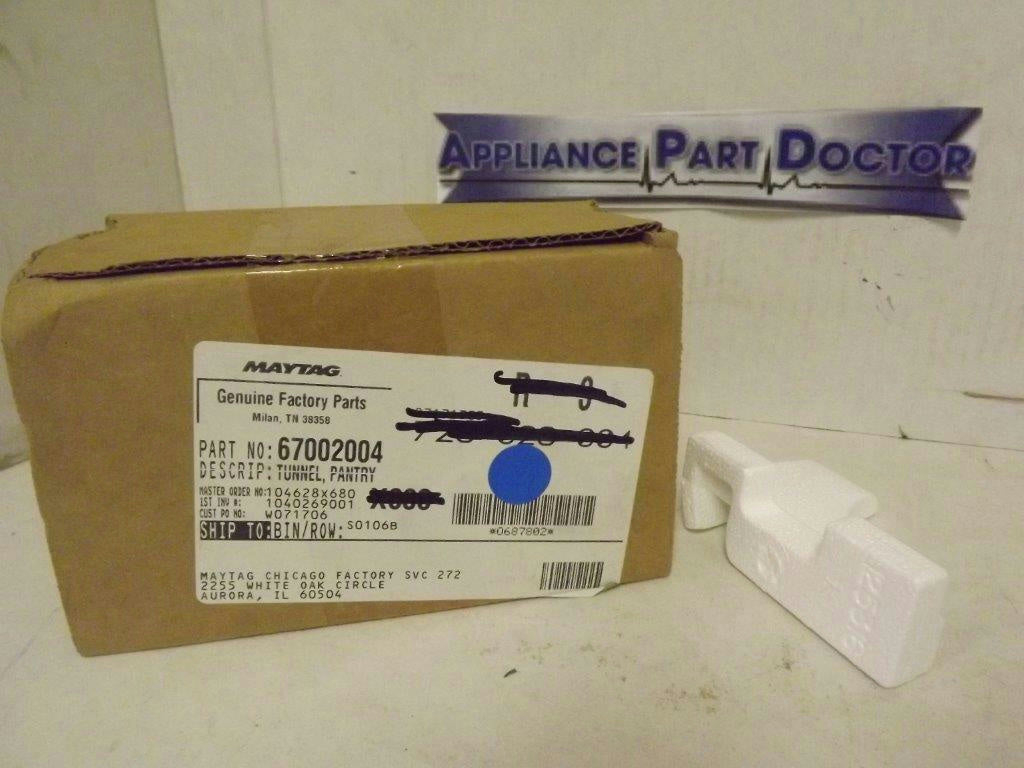 APPLIANCE PART DOCTOR
MAYTAG
Genuine Factory Parts
Milan, TN 38358
PART NO: 67002004
DESCRIP: TUNNEL, PANTRY
MASTER ORDER NO: 104628X680
1ST INV #: 1040269001
CUST PO NO: W071706
SHIP TO: BIN/ROW: S0106B
*0687802*
MAYTAG CHICAGO FACTORY SVC 272
2255 WHITE OAK CIRCLE
AURORA, IL 60504